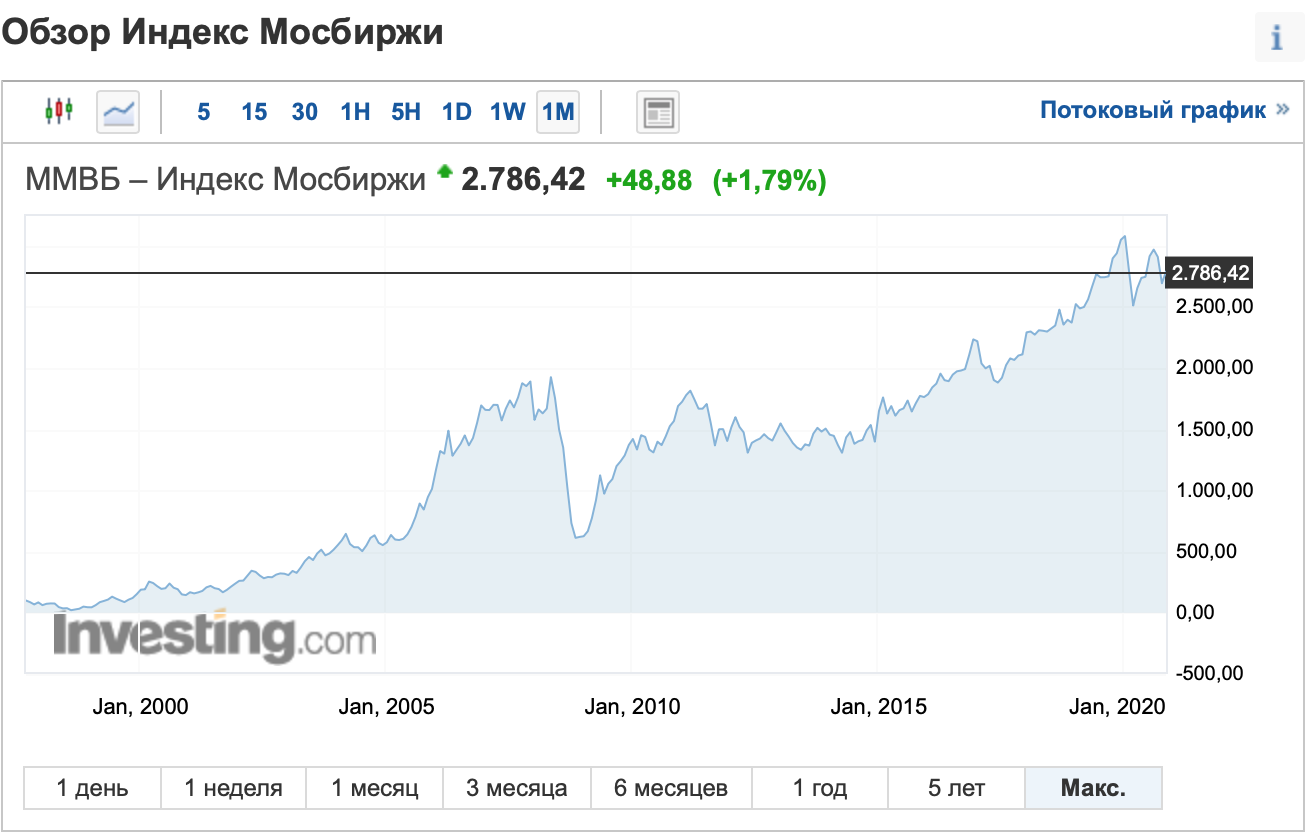 Обзор Индекс Мосбиржи
i
5 15 30 1H 5H 1D 1W 1M
Потоковый график »
ММВБ – Индекс Мосбиржи 2.786,42 +48,88 (+1,79%)
2.786,42
2.500,00
2.000,00
1.500,00
1.000,00
500,00
0,00
-500,00
Investing.com
Jan, 2000 Jan, 2005 Jan, 2010 Jan, 2015 Jan, 2020
1 день 1 неделя 1 месяц 3 месяца 6 месяцев 1 год 5 лет Макс.